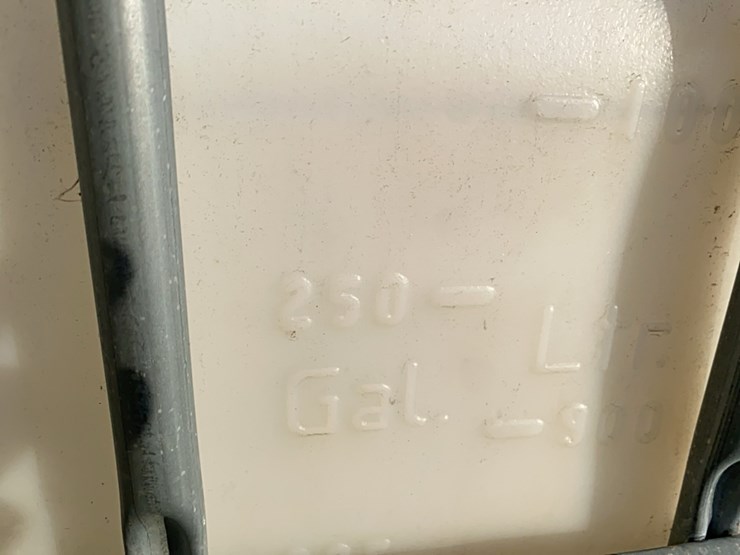 250 —
Gal.
LTR
— 900